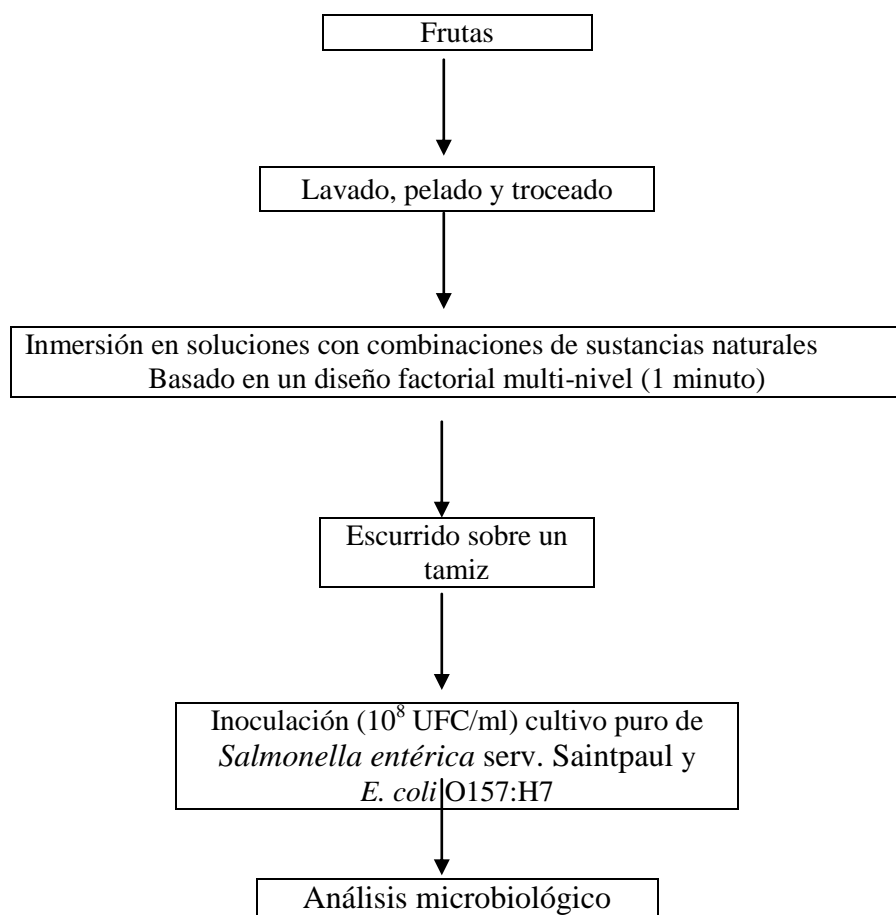 Frutas
Lavado, pelado y troceado
Inmersión en soluciones con combinaciones de sustancias naturales
Basado en un diseño factorial multi-nivel (1 minuto)
Escurrido sobre un
tamiz
Inoculación (10⁸ UFC/ml) cultivo puro de
Salmonella entérica serv. Saintpaul y
E. coli O157:H7
Análisis microbiológico